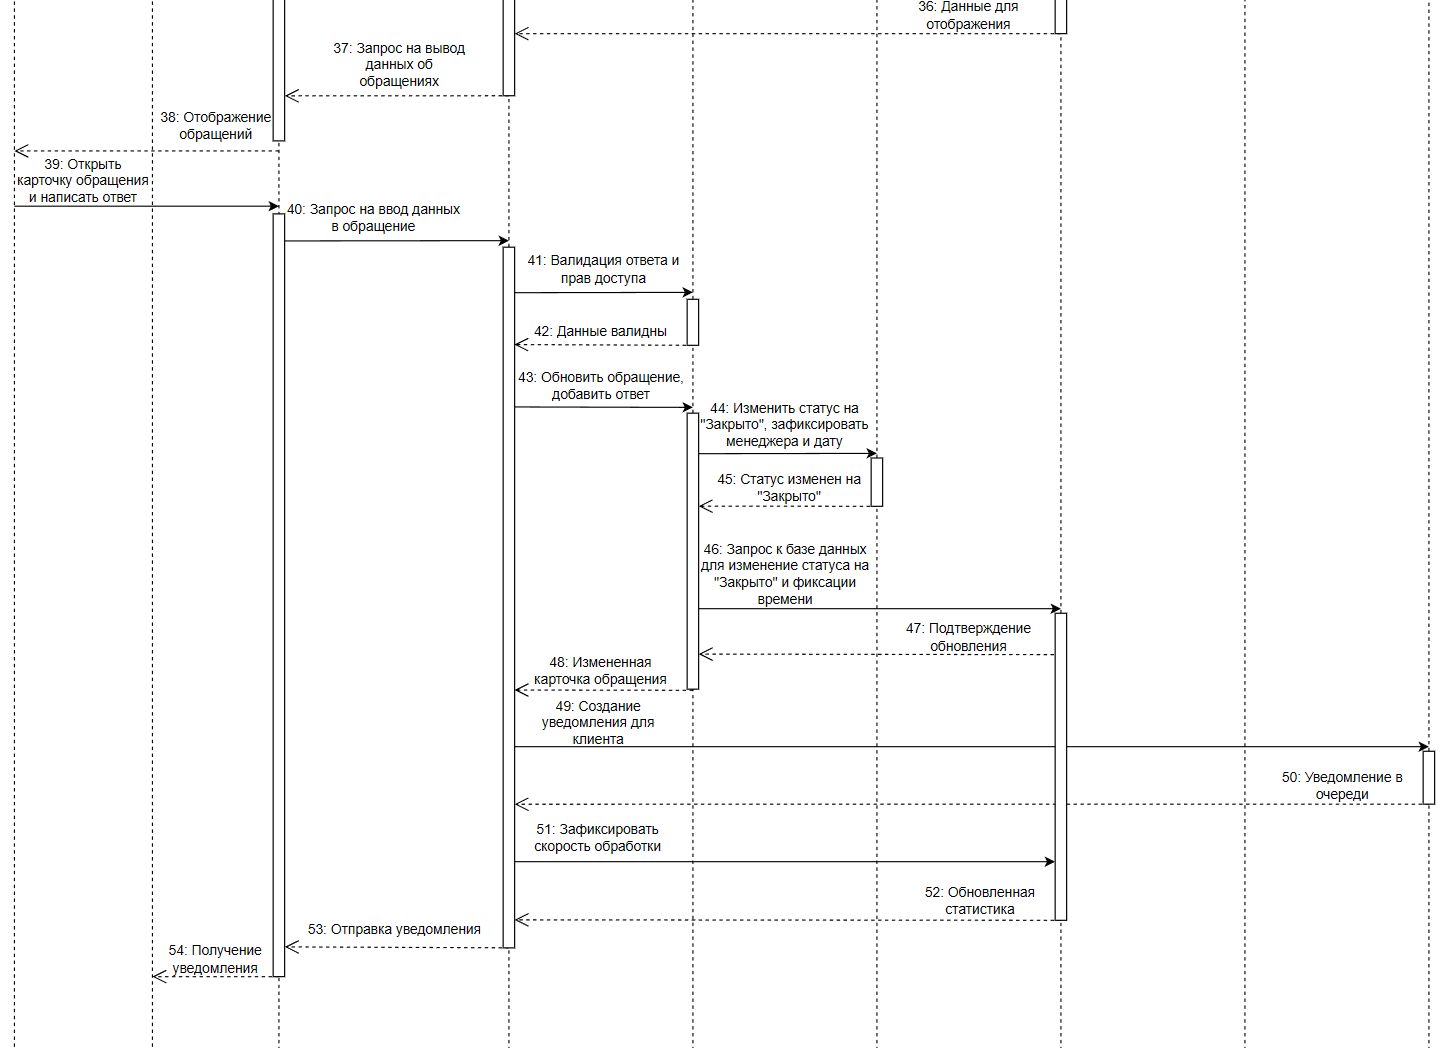 36: Данные для
отображения
37: Запрос на вывод
данных об
обращениях
38: Отображение
обращений
39: Открыть
карточку обращения
и написать ответ
40: Запрос на ввод данных
в обращение
41: Валидация ответа и
прав доступа
42: Данные валидны
43: Обновить обращение,
добавить ответ
44: Изменить статус на
"Закрыто", зафиксировать
менеджера и дату
45: Статус изменен на
"Закрыто"
46: Запрос к базе данных
для изменение статуса на
"Закрыто" и фиксации
времени
47: Подтверждение
обновления
48: Измененная
карточка обращения
49: Создание
уведомления для
клиента
50: Уведомление в
очереди
51: Зафиксировать
скорость обработки
52: Обновленная
статистика
53: Отправка уведомления
54: Получение
уведомления